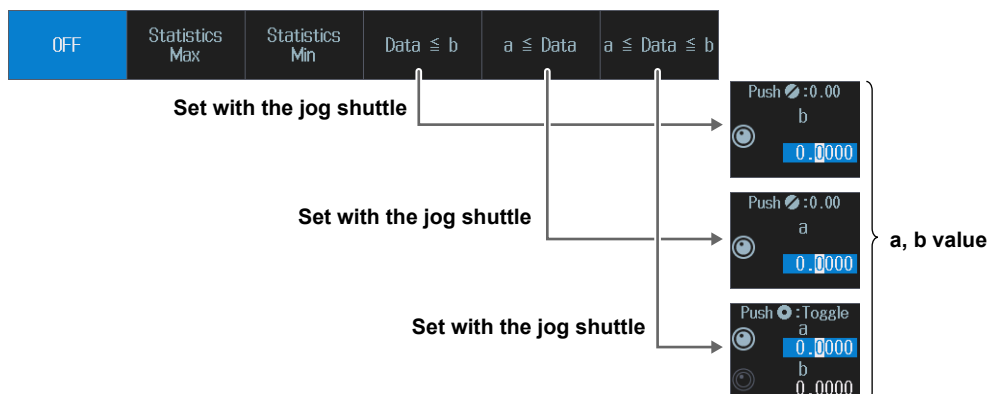 OFF
Statistics
Max
Statistics
Min
Data ≦ b
a ≦ Data
a ≦ Data ≦ b
Set with the jog shuttle
Push :0.00
b
0.0000
Set with the jog shuttle
Push :0.00
a
0.0000
a, b value
Set with the jog shuttle
Push :Toggle
a
0.0000
b
0.0000